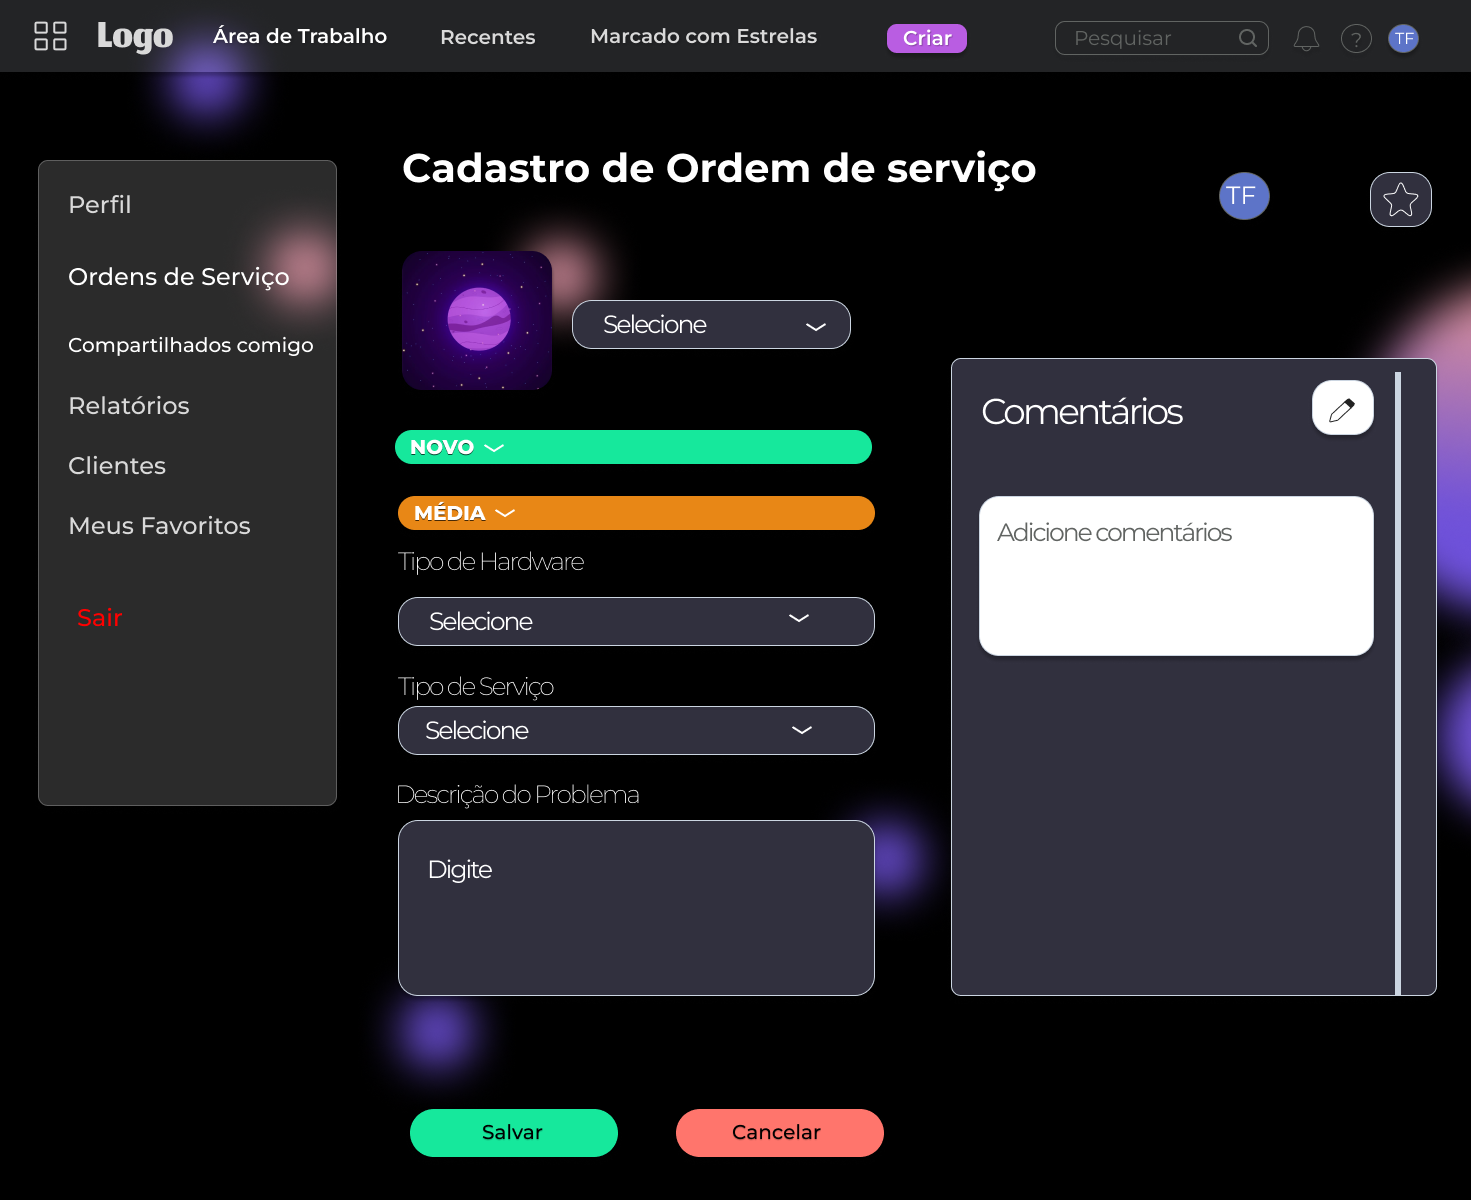 Logo
Área de Trabalho
Recentes
Marcado com Estrelas
Criar
Pesquisar
?
TF
Perfil
Ordens de Serviço
Compartilhados comigo
Relatórios
Clientes
Meus Favoritos
Sair
Cadastro de Ordem de serviço
TF
Selecione
NOVO
MÉDIA
Tipo de Hardware
Selecione
Tipo de Serviço
Selecione
Descrição do Problema
Digite
Comentários
Adicione comentários
Salvar
Cancelar